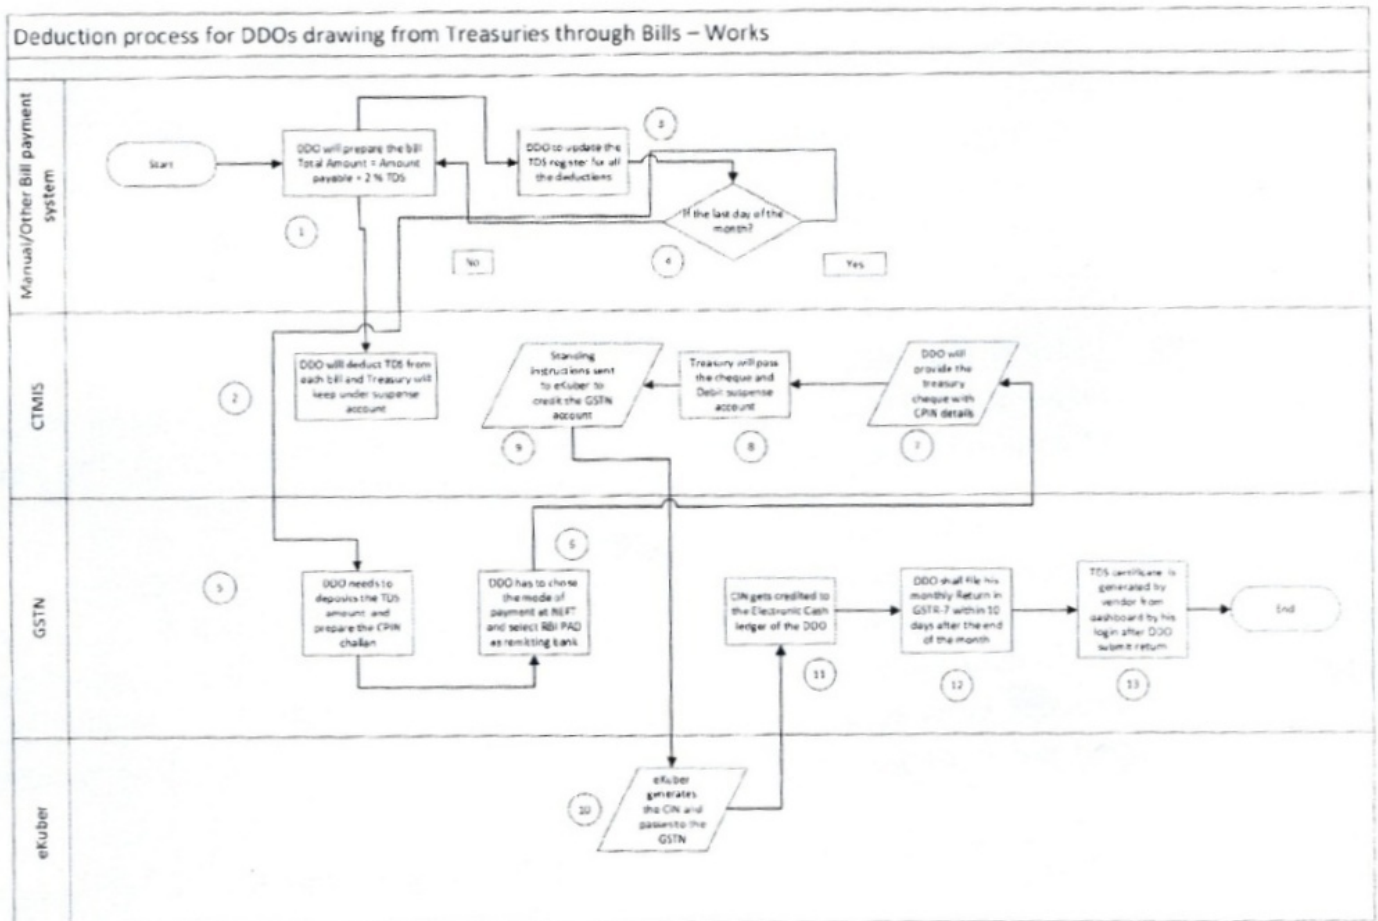 Deduction process for DDOs drawing from Treasuries through Bills – Works
Manual/Other Bill payment
system
Start
DDO will prepare the bill
Total Amount = Amount
payable + 2 % TDS
1
DDO to update the
TDS register for all
the deductions
3
If the last day of the
month?
4
No
Yes
CTMIS
2
DDO will deduct TDS from
each bill and Treasury will
keep under suspense
account
Standing
instructions sent
to eKuber to
credit the GSTN
account
9
Treasury will pass
the cheque and
Debit suspense
account
8
DDO will
provide the
treasury
cheque with
CPIN details
7
GSTN
5
DDO needs to
deposits the TDS
amount and
prepare the CPIN
challan
6
DDO has to chose
the mode of
payment at NEFT
and select RBI PAD
as remitting bank
CIN gets credited to
the Electronic Cash
ledger of the DDO
11
DDO shall file his
monthly Return in
GSTR-7 within 10
days after the end
of the month
12
TDS certificate is
generated by
vendor from
dashboard by his
login after DDO
submit return
13
End
eKuber
10
eKuber
generates
the CIN and
passes to the
GSTN